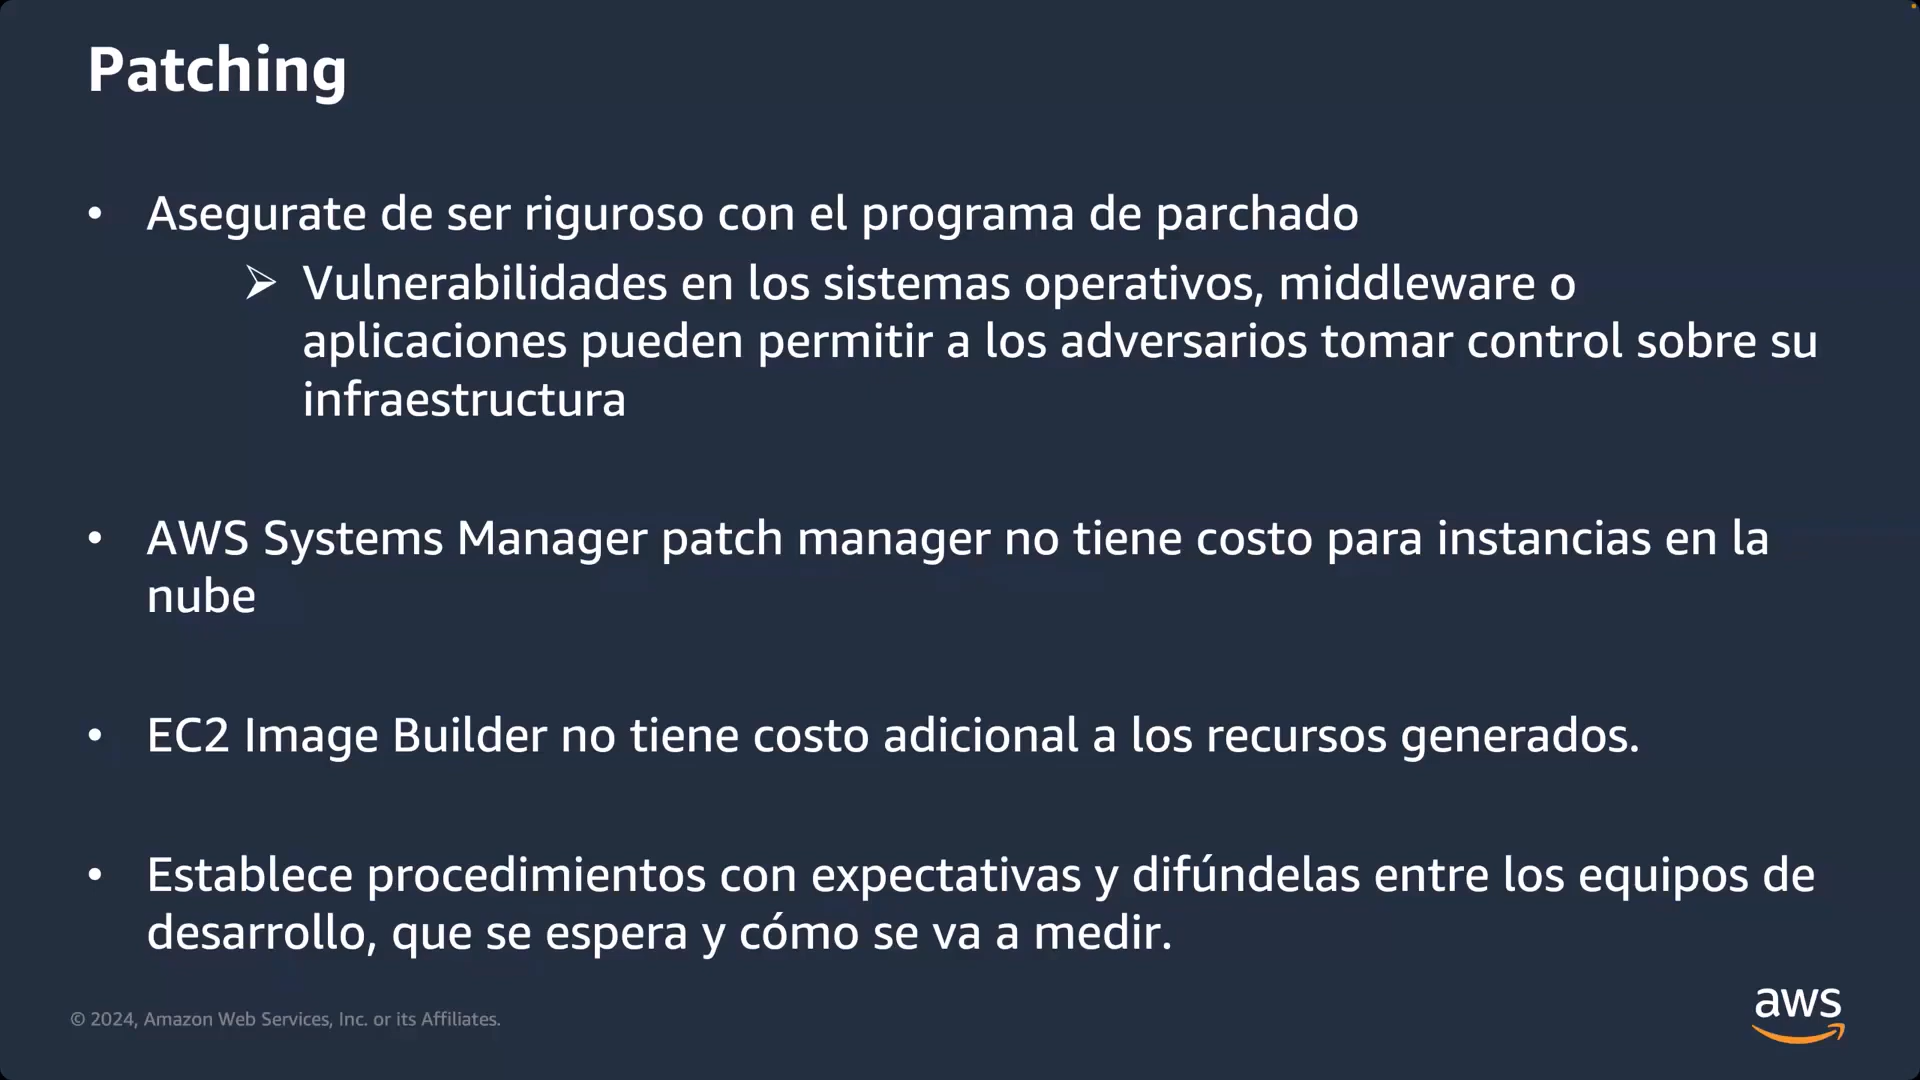 Patching
• Asegurate de ser riguroso con el programa de parchado
➢ Vulnerabilidades en los sistemas operativos, middleware o
aplicaciones pueden permitir a los adversarios tomar control sobre su
infraestructura
• AWS Systems Manager patch manager no tiene costo para instancias en la
nube
• EC2 Image Builder no tiene costo adicional a los recursos generados.
• Establece procedimientos con expectativas y difúndelas entre los equipos de
desarrollo, que se espera y cómo se va a medir.
© 2024, Amazon Web Services, Inc. or its Affiliates.
aws